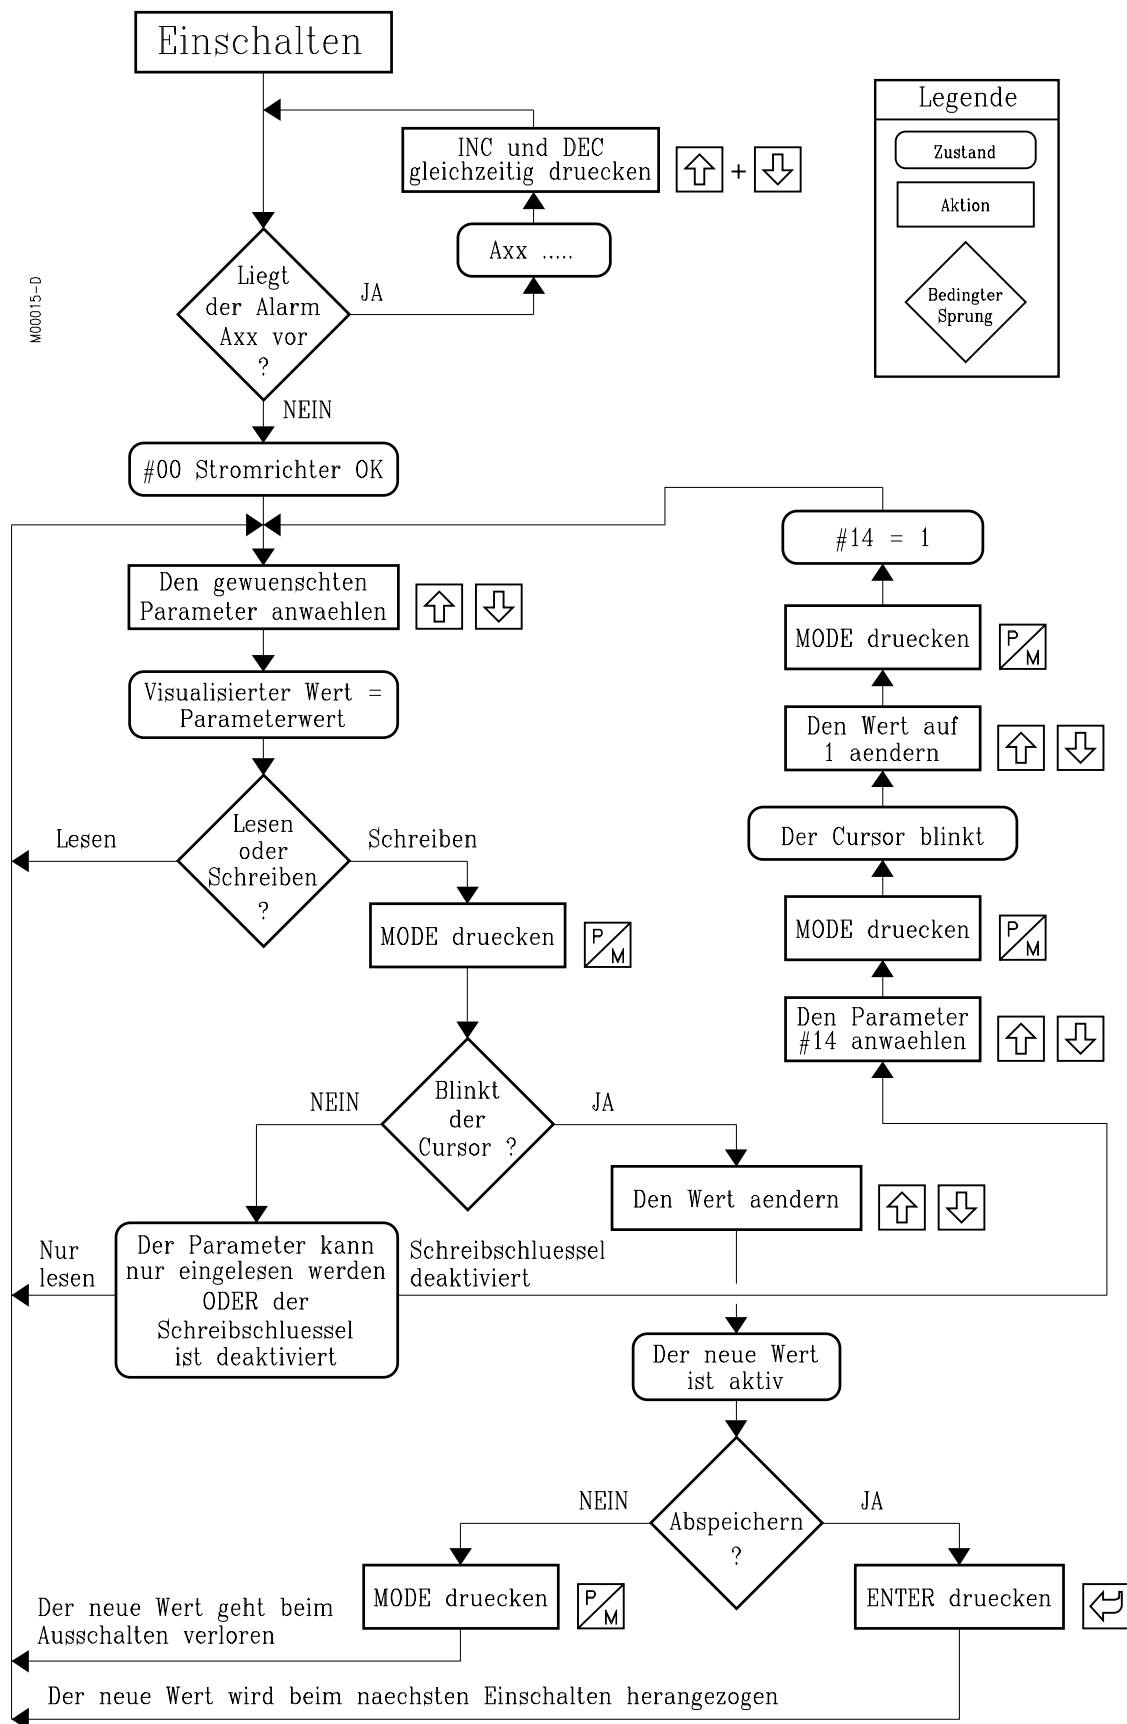 Einschalten
Legende
Zustand
Aktion
Bedingter
Sprung
INC und DEC
gleichzeitig druecken
+
Axx .....
M00015-D
Liegt
der Alarm
Axx vor
?
JA
NEIN
#00 Stromrichter OK
Den gewuenschten
Parameter anwaehlen
Visualisierter Wert =
Parameterwert
Lesen
oder
Schreiben
?
Lesen
Schreiben
MODE druecken
P/M
Blinkt
der
Cursor ?
NEIN
JA
Den Wert aendern
Der Parameter kann
nur eingelesen werden
ODER der
Schreibschluessel
ist deaktiviert
Nur
lesen
Schreibschluessel
deaktiviert
#14 = 1
MODE druecken
P/M
Den Wert auf
1 aendern
Der Cursor blinkt
MODE druecken
P/M
Den Parameter
#14 anwaehlen
Der neue Wert
ist aktiv
Abspeichern
?
NEIN
JA
MODE druecken
P/M
ENTER druecken
Der neue Wert geht beim
Ausschalten verloren
Der neue Wert wird beim naechsten Einschalten herangezogen